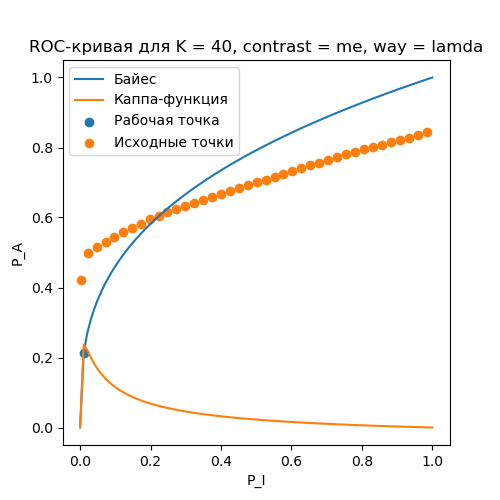 ROC-кривая для K = 40, contrast = me, way = lamda
Байес
Каппа-функция
Рабочая точка
Исходные точки
P_A
1.0
0.8
0.6
0.4
0.2
0.0
0.0 0.2 0.4 0.6 0.8 1.0
P_I